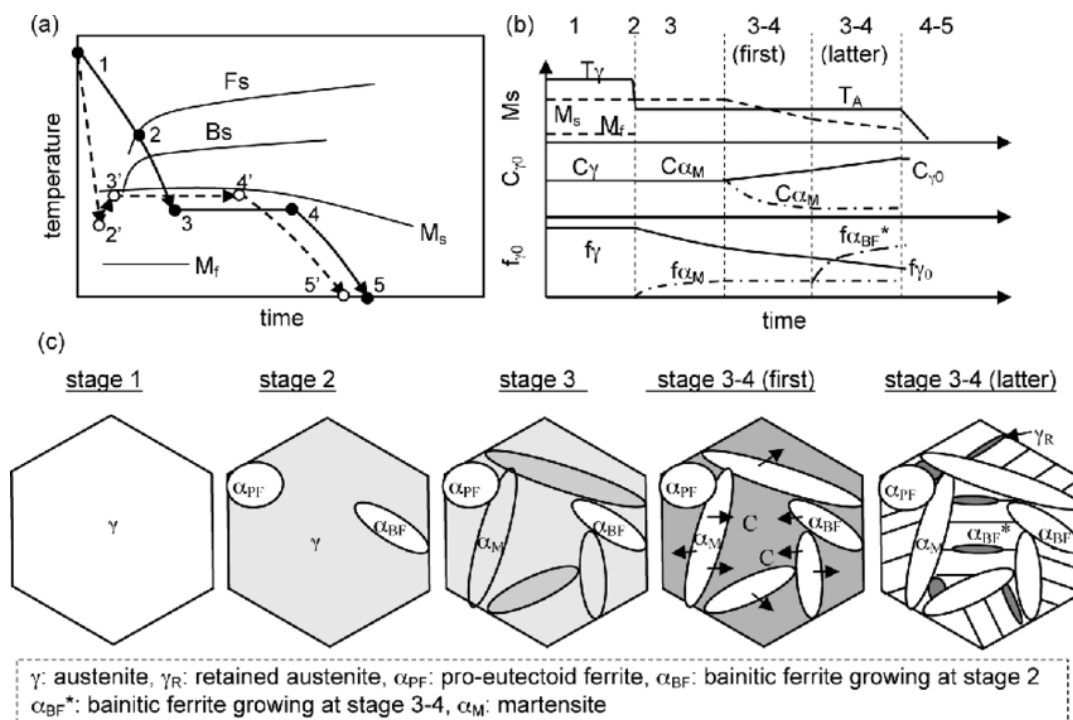 (a)
temperature
1
Fs
2
Bs
3'
4'
2'
3
4
Ms
Mf
5'
5
time
(b)
1 2 3 3-4 (first) 3-4 (latter) 4-5
Ms
Tγ
TA
Ms
Mf
Cγ0
Cγ
CαM
Cγ0
CαM
fγ0
fγ
fαM
fαBF*
fγ0
time
(c)
stage 1 stage 2 stage 3 stage 3-4 (first) stage 3-4 (latter)
γ
αPF
γ
αBF
αPF
αM
αBF
αPF
αM
C
C
αBF
γR
αPF
αM
αBF*
αBF
γ: austenite, γR: retained austenite, αPF: pro-eutectoid ferrite, αBF: bainitic ferrite growing at stage 2
αBF*: bainitic ferrite growing at stage 3-4, αM: martensite